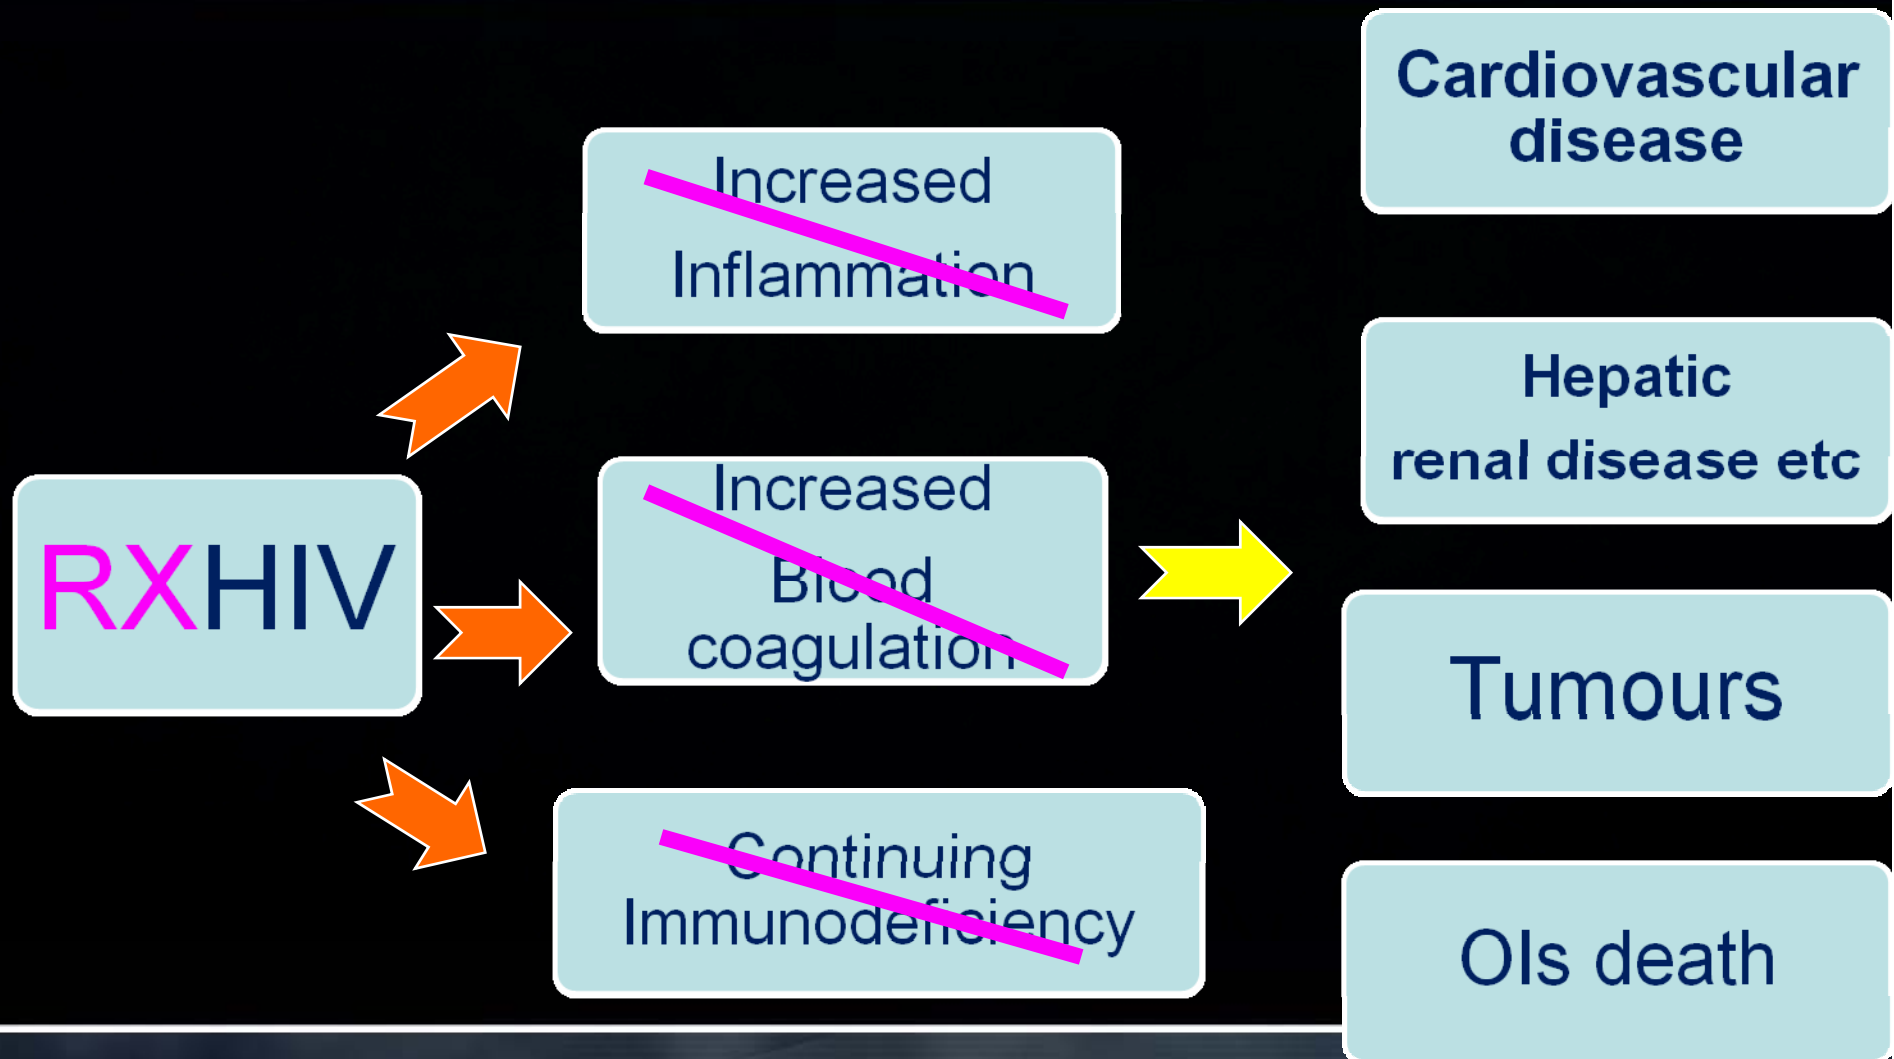 RXHIV
Increased
Inflammation
Increased
Blood
coagulation
Continuing
Immunodeficiency
Cardiovascular
disease
Hepatic
renal disease etc
Tumours
OIs death